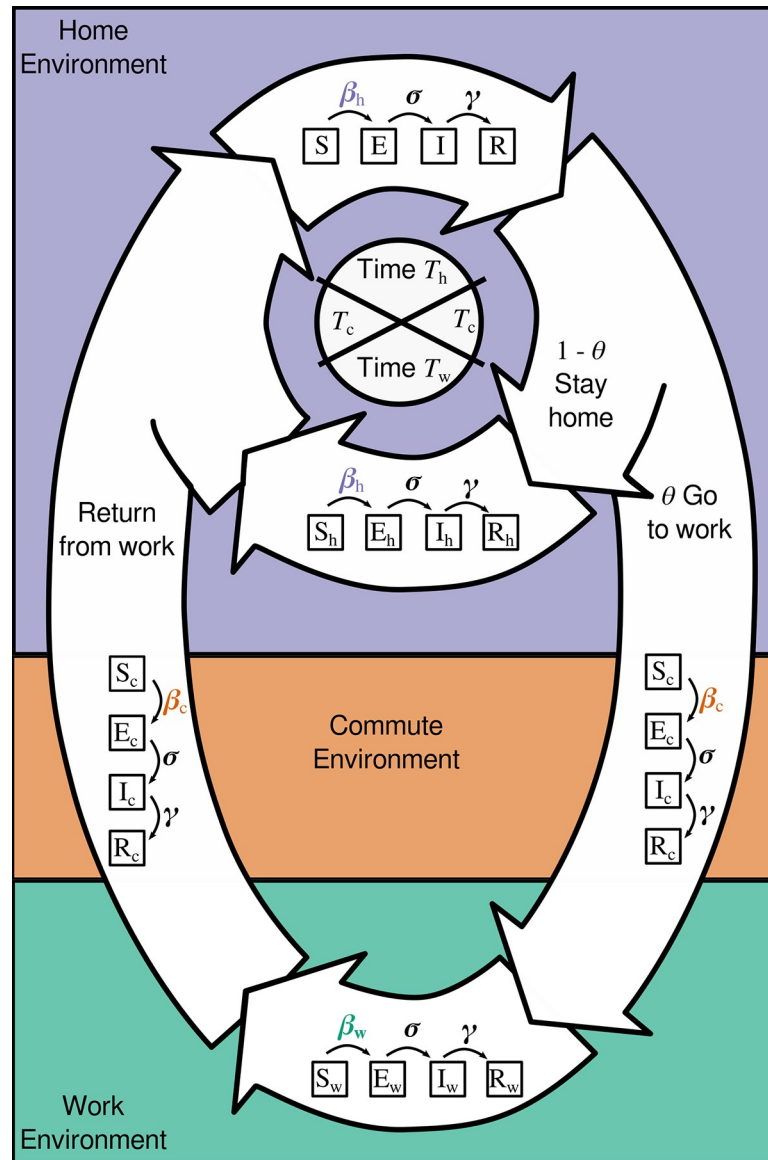 Home
Environment
βh σ γ
S E I R
Time Th
Tc Tc
Time Tw
1 - θ
Stay
home
βh σ γ
Sh Eh Ih Rh
Return
from work
θ Go
to work
Sc
βc
Ec
σ
Ic
γ
Rc
Commute
Environment
Sc
βc
Ec
σ
Ic
γ
Rc
βw σ γ
Sw Ew Iw Rw
Work
Environment